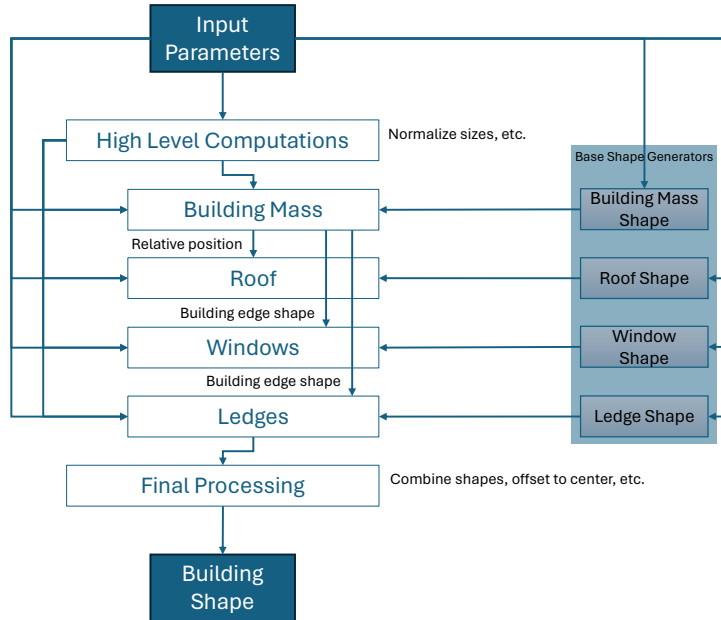 Input
Parameters
High Level Computations
Normalize sizes, etc.
Base Shape Generators
Building Mass
Building Mass
Shape
Relative position
Roof
Roof Shape
Building edge shape
Windows
Window
Shape
Building edge shape
Ledges
Ledge Shape
Final Processing
Combine shapes, offset to center, etc.
Building
Shape